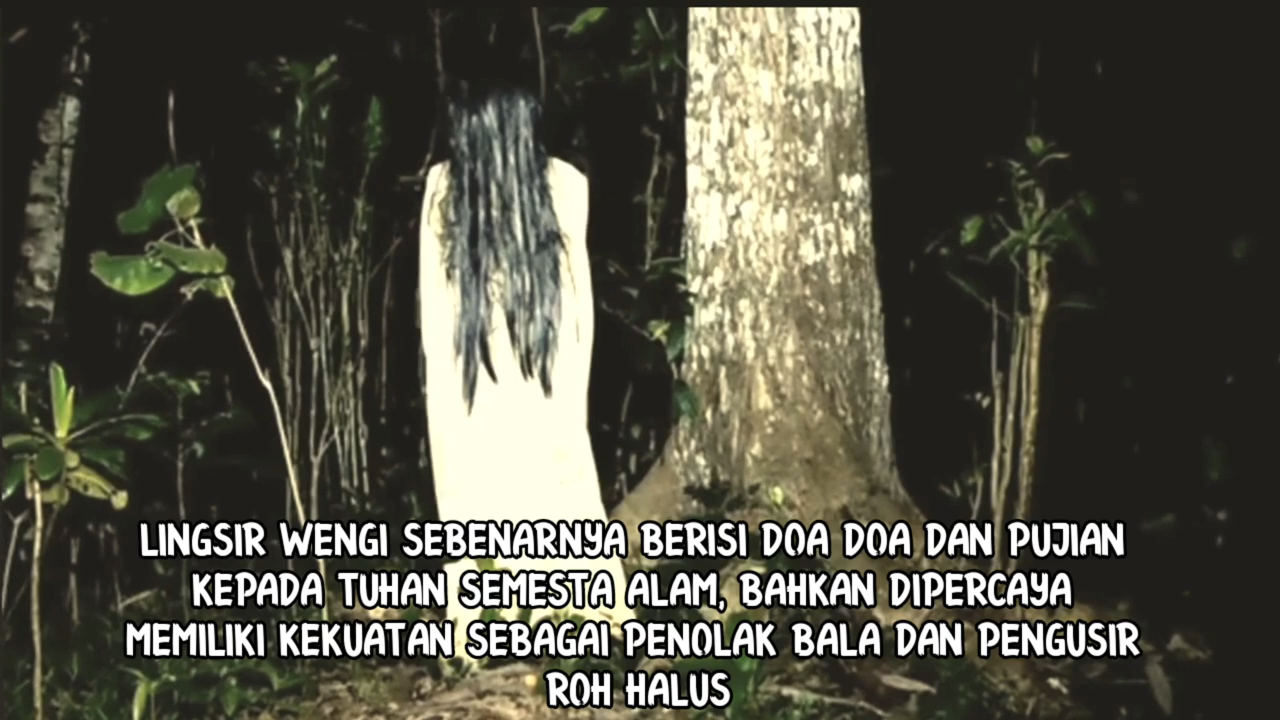 LINGSIR WENGI SEBENARNYA BERISI DOA DOA DAN PUJIAN
KEPADA TUHAN SEMESTA ALAM, BAHKAN DIPERCAYA
MEMILIKI KEKUATAN SEBAGAI PENOLAK BALA DAN PENGUSIR
ROH HALUS